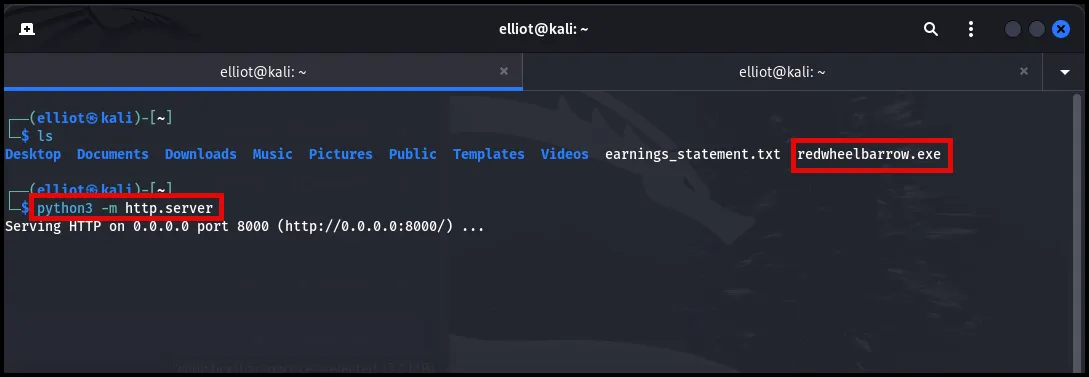 elliot@kali: ~
elliot@kali: ~ × elliot@kali: ~ ×
┌──(elliot㉿kali)-[~]
└─$ ls
Desktop Documents Downloads Music Pictures Public Templates Videos earnings_statement.txt redwheelbarrow.exe
┌──(elliot㉿kali)-[~]
└─$ python3 -m http.server
Serving HTTP on 0.0.0.0 port 8000 (http://0.0.0.0:8000/) ...